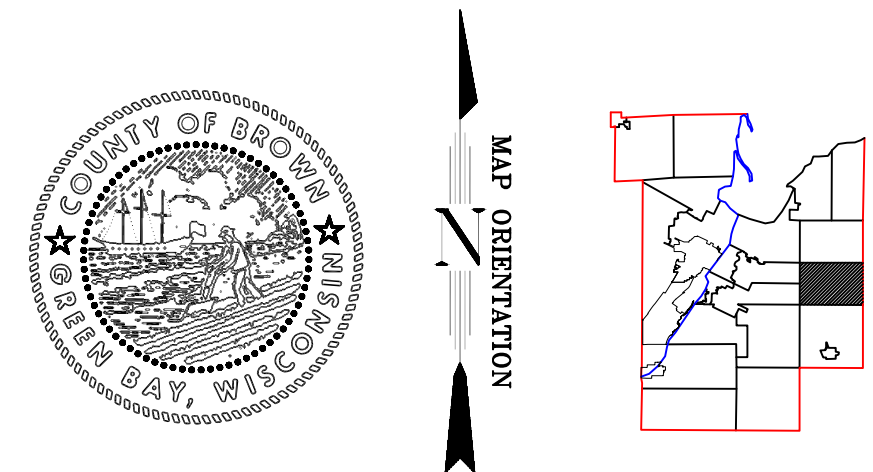 COUNTY OF BROWN
GREEN BAY, WISCONSIN
N
MAP ORIENTATION